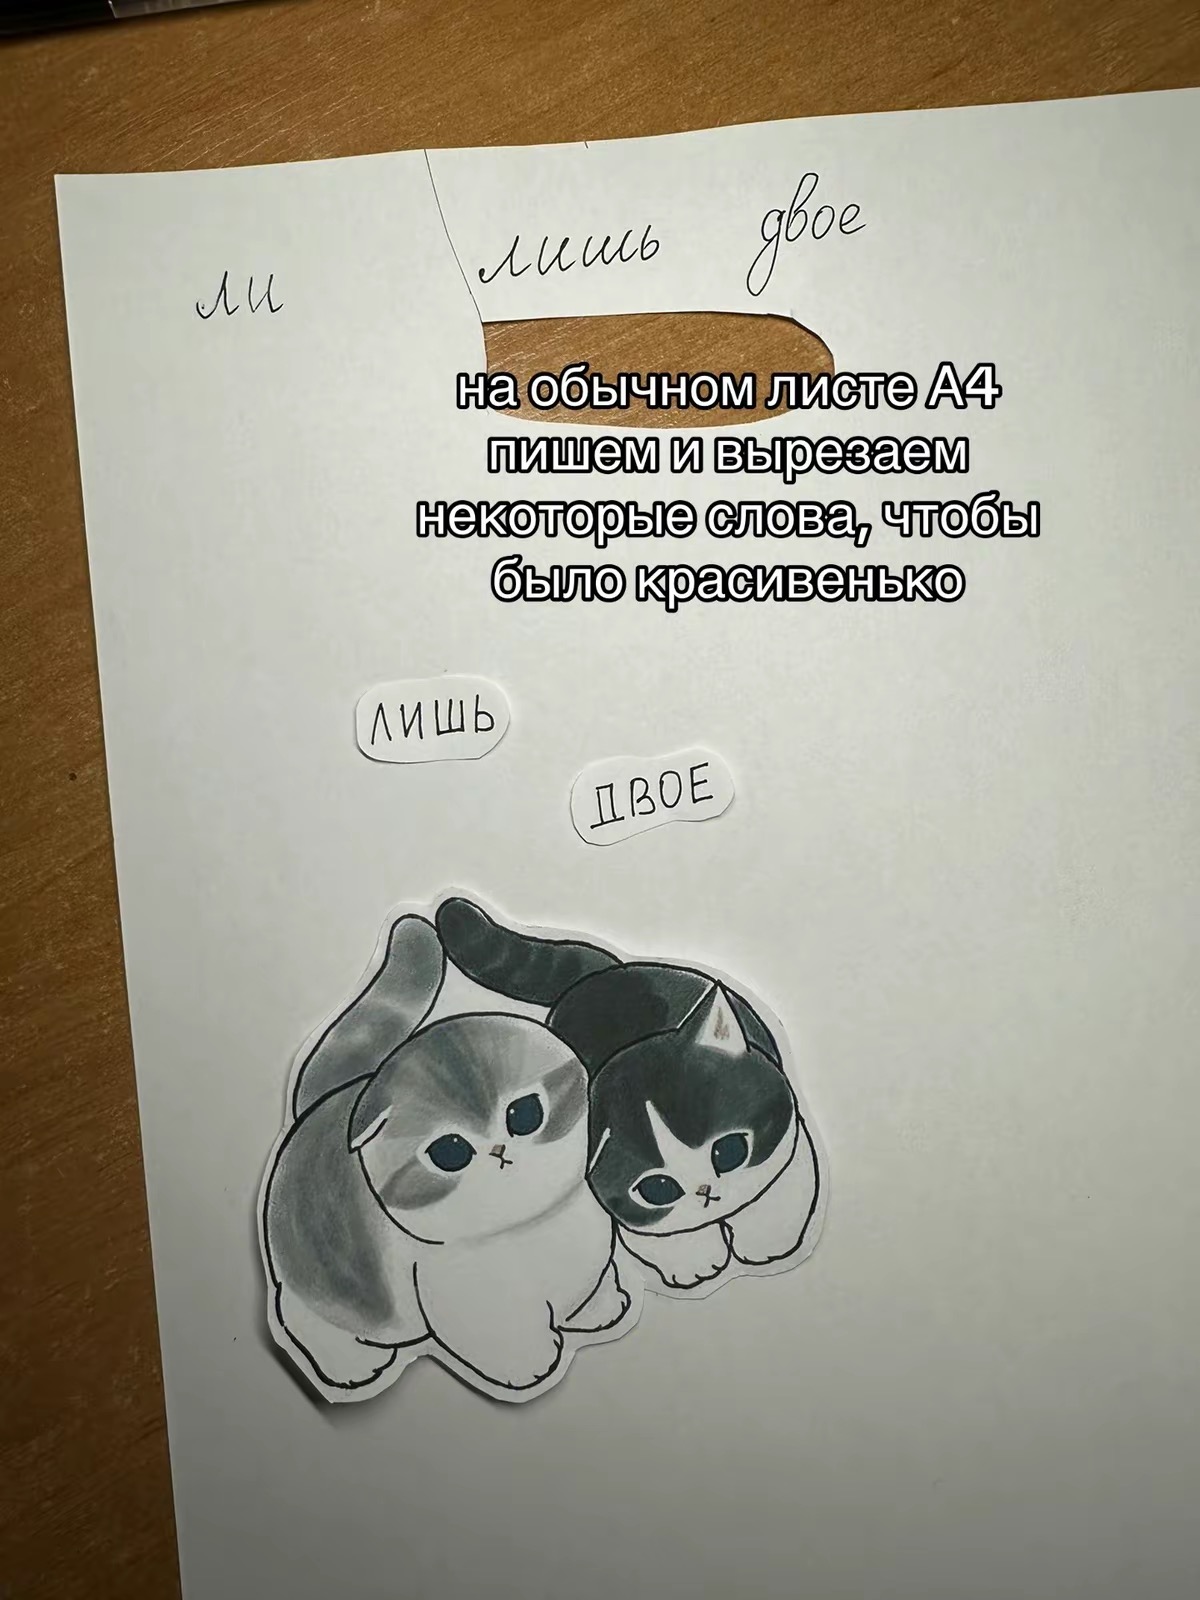 ли
лишь двое
на обычном листе А4
пишем и вырезаем
некоторые слова, чтобы
было красивенько
ЛИШЬ
ДВОЕ